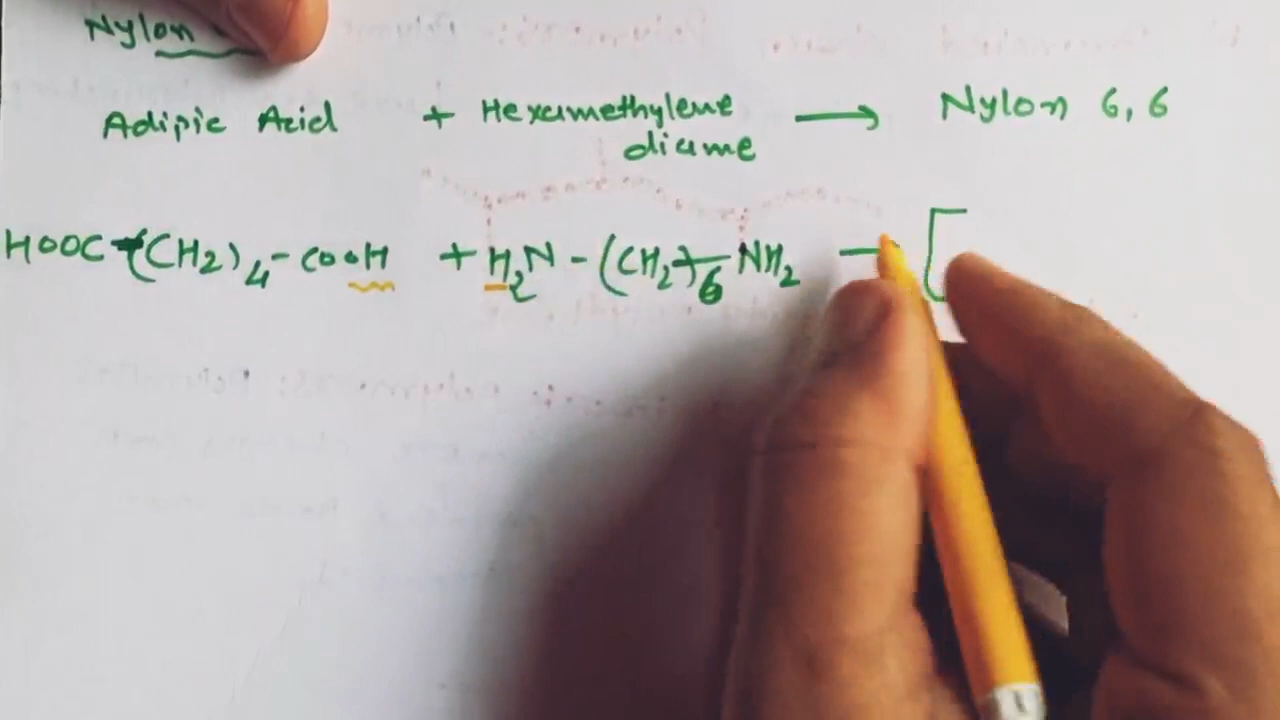 Nylon
Adipic Acid + Hexamethylene → Nylon 6,6
diame
HOOC-(CH2)4-COOH + H2N-(CH2)6-NH2 → [